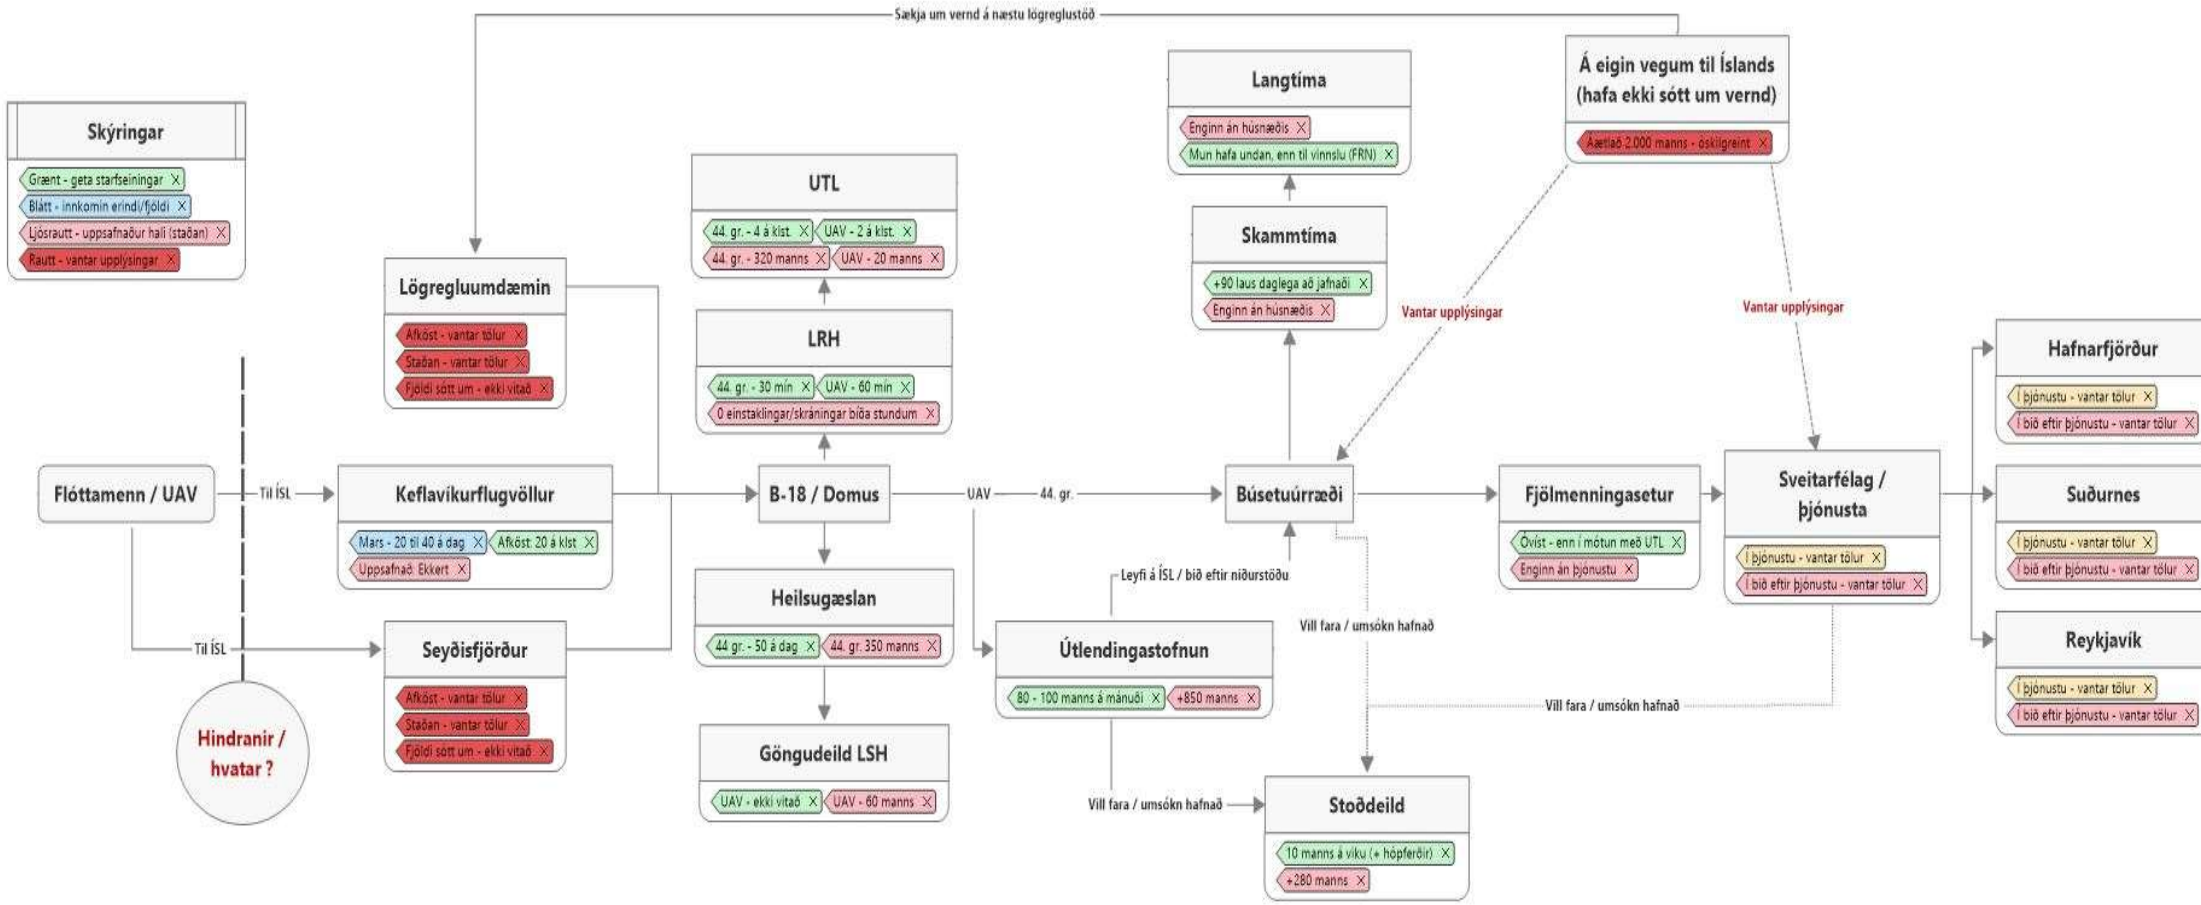 Sækja um vernd á næstu lögreglustöð
Skýringar
Grænt - geta starfseiningar X
Blátt - innkomin erindi/fjöldi X
Ljósrautt - uppsafnaður hali (staðan) X
Rautt - vantar upplýsingar X
Hindranir /
hvatar ?
Flóttamenn / UAV
Til ÍSL
Til ÍSL
Lögregluumdæmin
Afköst - vantar tölur X
Staðan - vantar tölur X
Fjöldi sótt um - ekki vitað X
Keflavíkurflugvöllur
Mars - 20 til 40 á dag X
Afköst: 20 á klst X
Uppsafnað: Ekkert X
Seyðisfjörður
Afköst - vantar tölur X
Staðan - vantar tölur X
Fjöldi sótt um - ekki vitað X
UTL
44. gr. - 4 á klst. X
UAV - 2 á klst. X
44. gr. - 320 manns X
UAV - 20 manns X
LRH
44. gr. - 30 mín X
UAV - 60 mín X
0 einstaklingar/skráningar bíða stundum X
B-18 / Domus
Heilsugæslan
44 gr. - 50 á dag X
44. gr. 350 manns X
Göngudeild LSH
UAV - ekki vitað X
UAV - 60 manns X
UAV
44. gr.
Langtíma
Enginn án húsnæðis X
Mun hafa undan, enn til vinnslu (FRN) X
Skammtíma
+90 laus daglega að jafnaði X
Enginn án húsnæðis X
Búsetuúrræði
Leyfi á ÍSL / bið eftir niðurstöðu
Útlendingastofnun
80 - 100 manns á mánuði X
+850 manns X
Vill fara / umsókn hafnað
Vill fara / umsókn hafnað
Vill fara / umsókn hafnað
Stoðdeild
10 manns á viku (+ hópferðir) X
+280 manns X
Á eigin vegum til Íslands
(hafa ekki sótt um vernd)
Áætlað 2.000 manns - óskilgreint X
Vantar upplýsingar
Vantar upplýsingar
Fjölmenningasetur
Óvíst - enn í mótun með UTL X
Enginn án þjónustu X
Sveitarfélag /
þjónusta
Í þjónustu - vantar tölur X
Í bið eftir þjónustu - vantar tölur X
Hafnarfjörður
Í þjónustu - vantar tölur X
Í bið eftir þjónustu - vantar tölur X
Suðurnes
Í þjónustu - vantar tölur X
Í bið eftir þjónustu - vantar tölur X
Reykjavík
Í þjónustu - vantar tölur X
Í bið eftir þjónustu - vantar tölur X